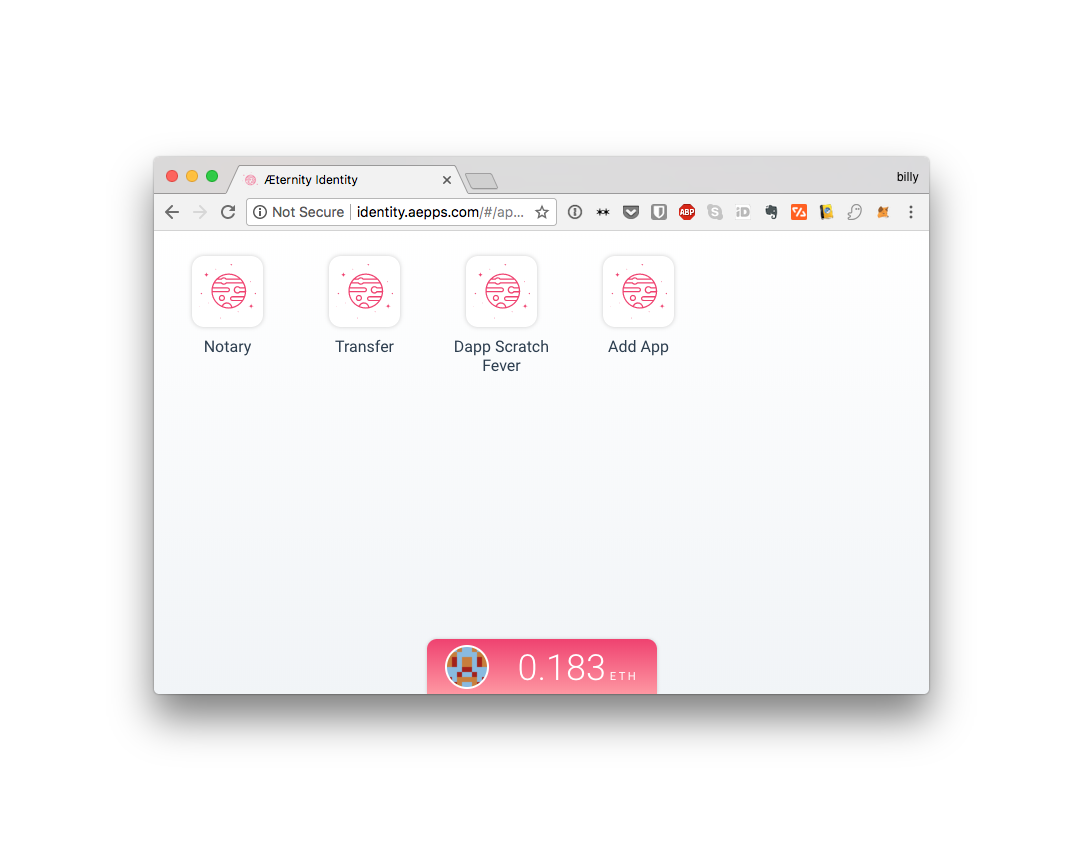 Æternity Identity
billy
Not Secure
identity.aepps.com/#/ap...
ABP
S
iD
Notary
Transfer
Dapp Scratch
Fever
Add App
0.183 ETH